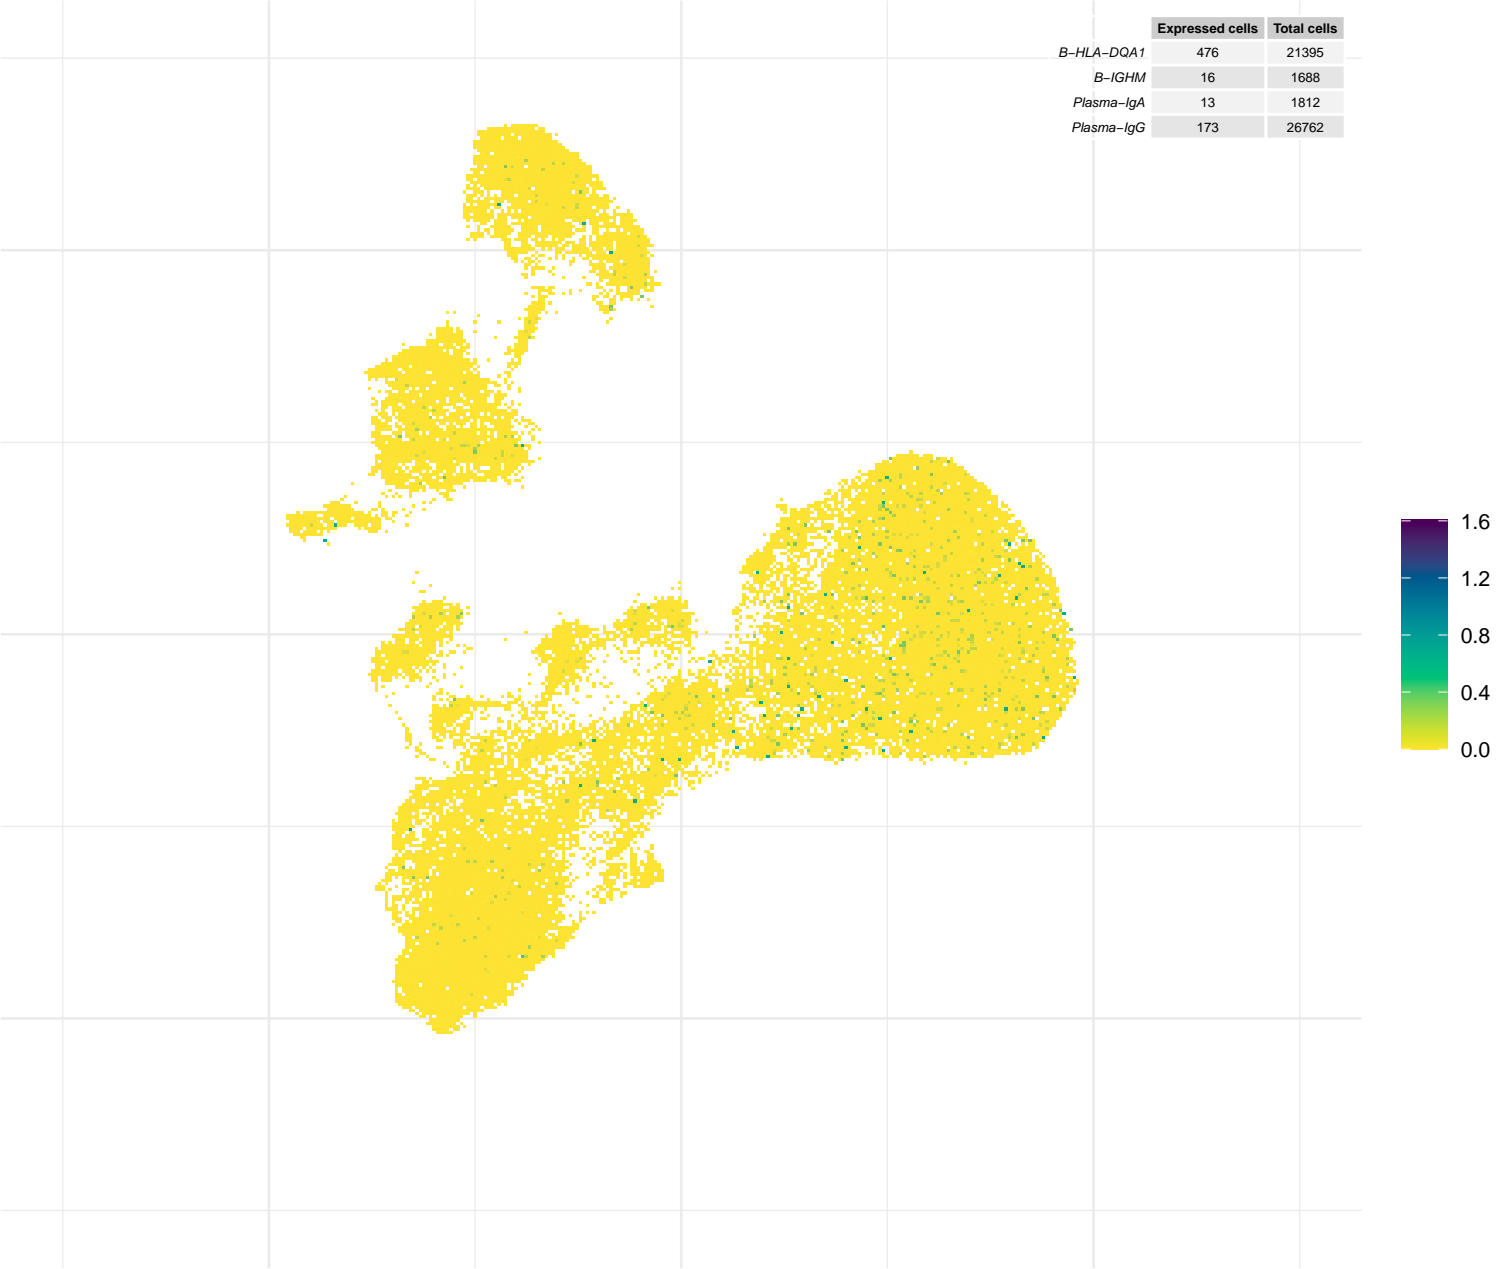 Expressed cells Total cells
B−HLA−DQA1 476 21395
B−IGHM 16 1688
Plasma−IgA 13 1812
Plasma−IgG 173 26762
1.6
1.2
0.8
0.4
0.0